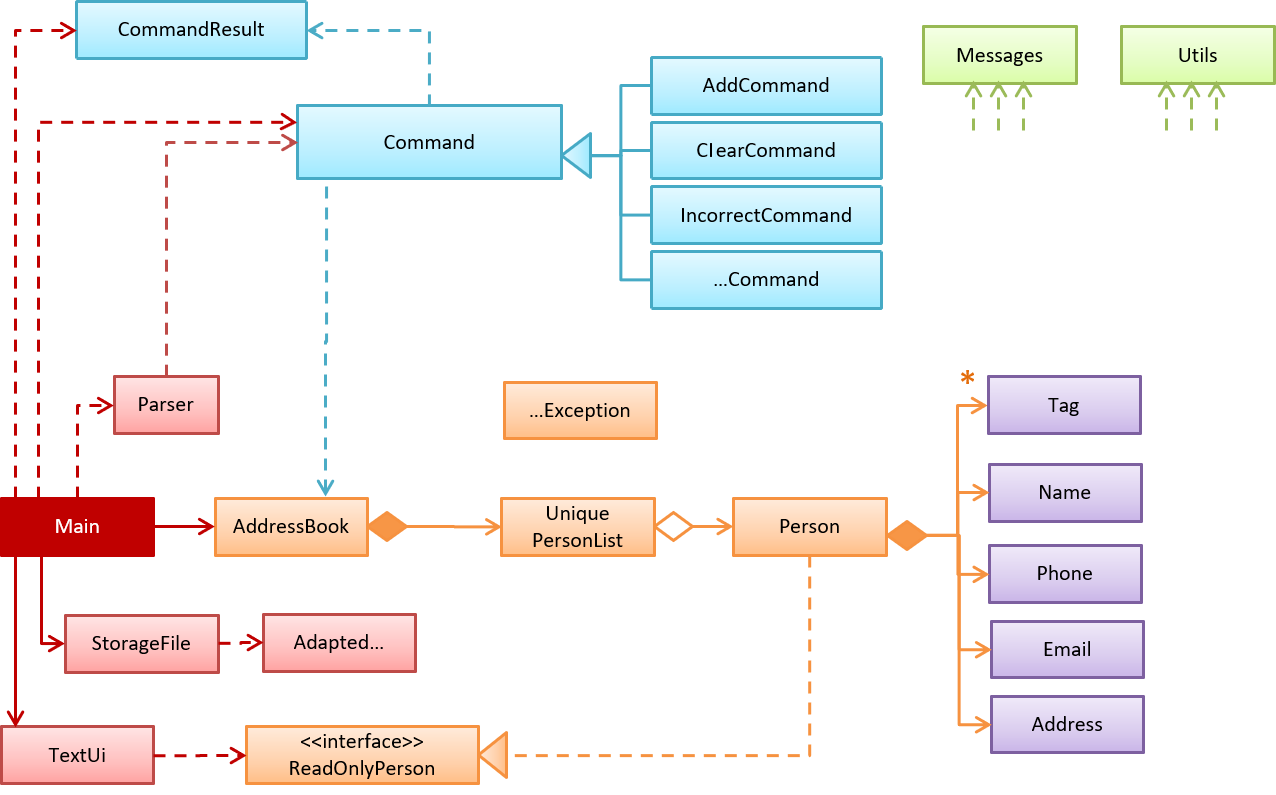 CommandResult
Messages
Utils
AddCommand
Command
ClearCommand
IncorrectCommand
...Command
*
Parser
...Exception
Tag
Name
Main
AddressBook
Unique
PersonList
Person
Phone
StorageFile
Adapted...
Email
Address
TextUi
<<interface>>
ReadOnlyPerson